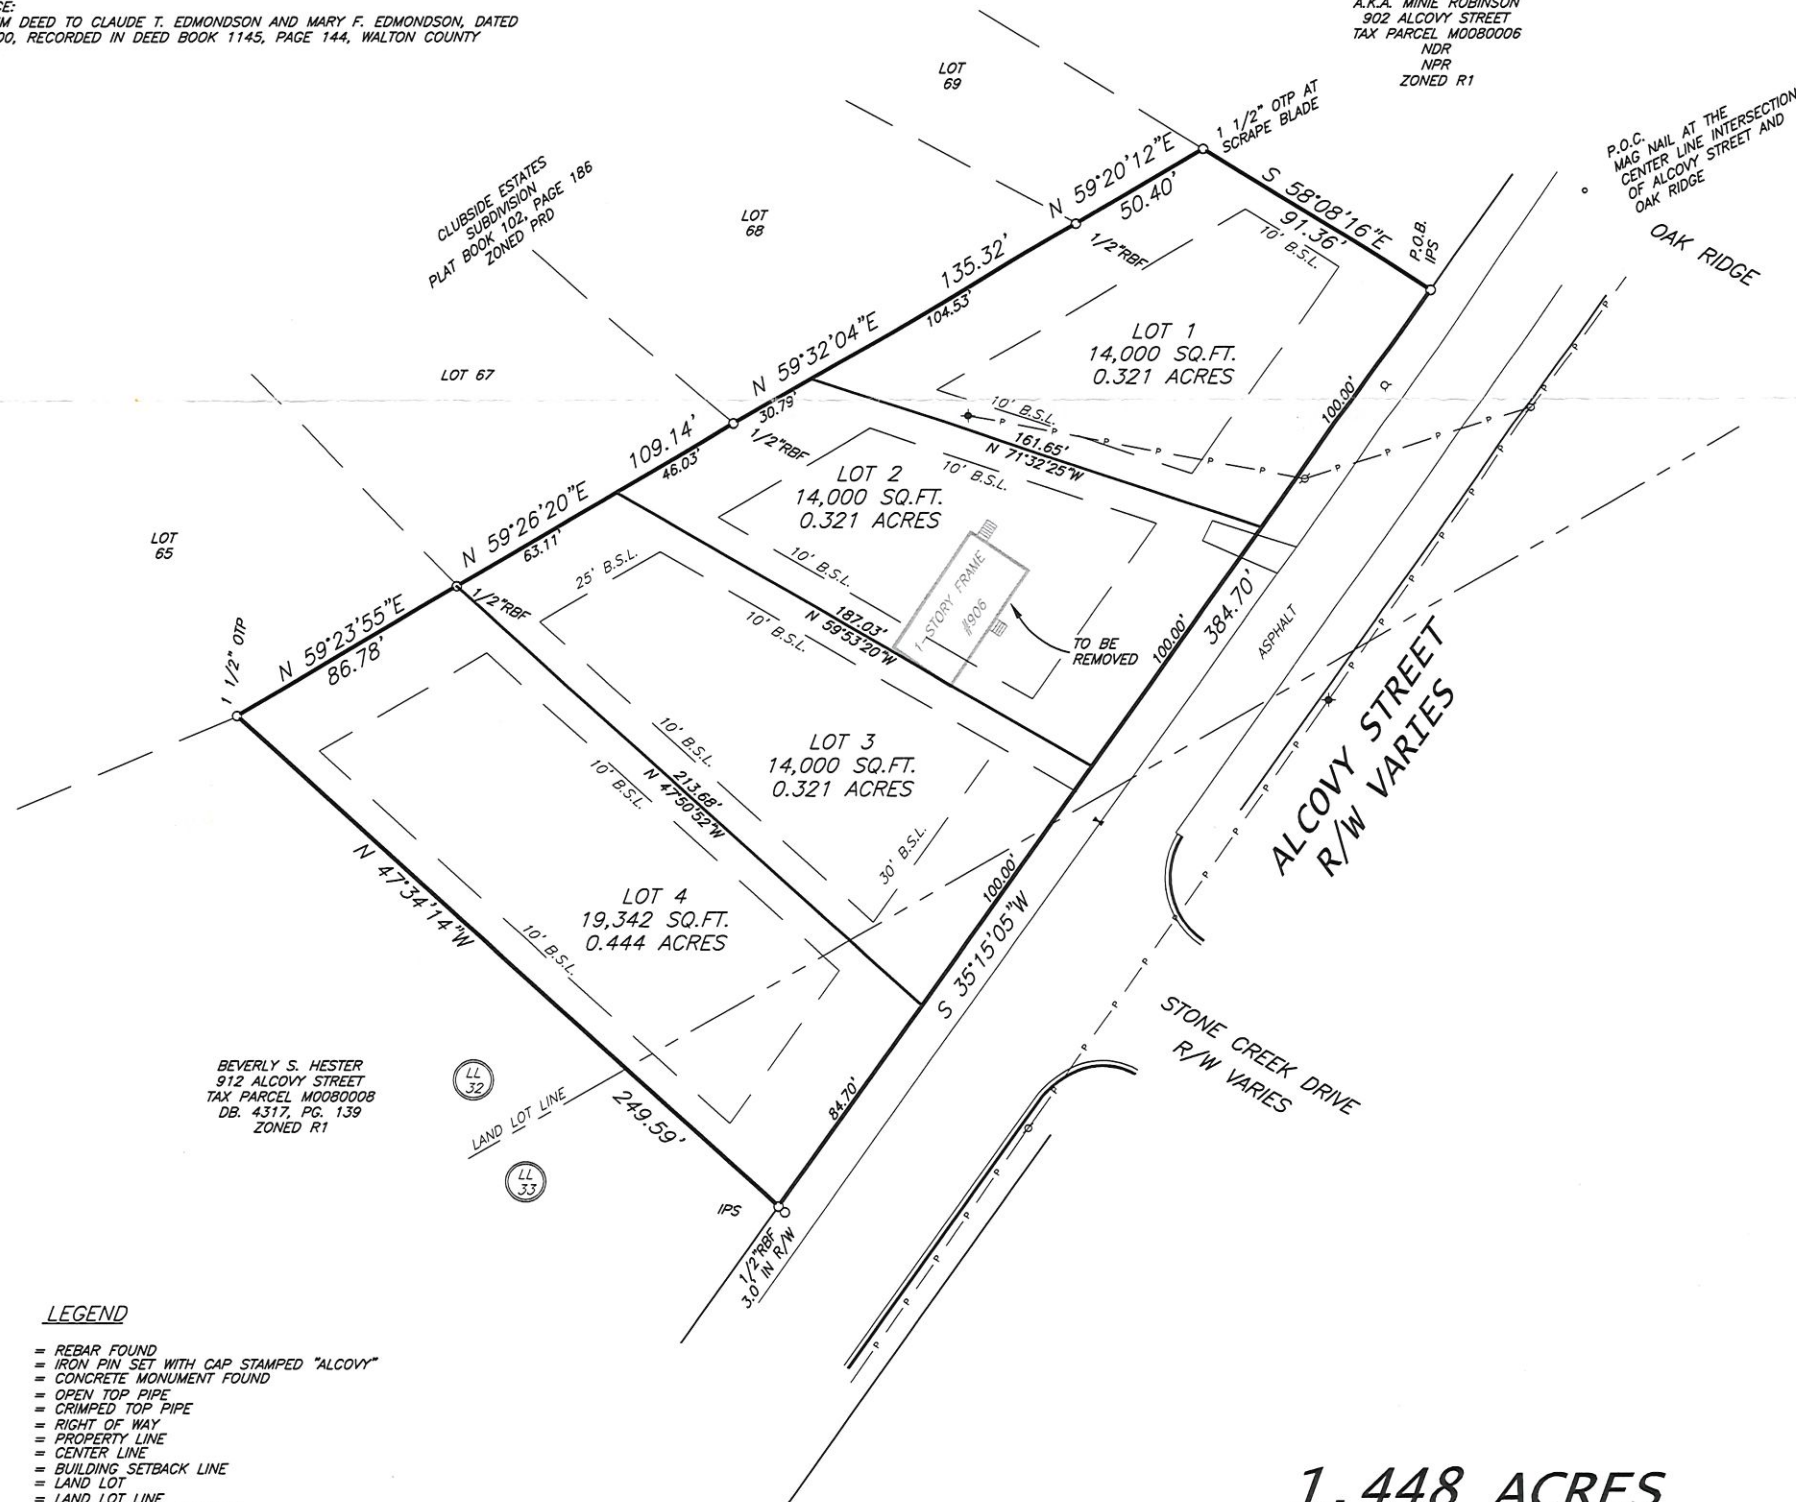 CE:
M DEED TO CLAUDE T. EDMONDSON AND MARY F. EDMONDSON, DATED
00, RECORDED IN DEED BOOK 1145, PAGE 144, WALTON COUNTY
A.K.A. MINIE ROBINSON
902 ALCOVY STREET
TAX PARCEL M0080006
NDR
NPR
ZONED R1
LOT
69
1 1/2" OTP AT
SCRAPE BLADE
P.O.C.
MAG NAIL AT THE
CENTER LINE INTERSECTION
OF ALCOVY STREET AND
OAK RIDGE
OAK RIDGE
CLUBSIDE ESTATES
SUBDIVISION
PLAT BOOK 102, PAGE 186
ZONED PRD
LOT
68
N 59°20'12"E
50.40'
S 58°08'16"E
91.36'
10' B.S.L.
P.O.B.
IPS
1/2"RBF
135.32'
104.53'
N 59°32'04"E
30.79'
LOT 1
14,000 SQ.FT.
0.321 ACRES
100.00'
LOT 67
10' B.S.L.
161.65'
N 71°32'25"W
10' B.S.L.
1/2"RBF
109.14'
46.03'
N 59°26'20"E
63.11'
LOT 2
14,000 SQ.FT.
0.321 ACRES
LOT
65
25' B.S.L.
10' B.S.L.
187.03'
N 59°53'20"W
10' B.S.L.
1-STORY FRAME
#906
TO BE
REMOVED
100.00'
384.70'
ASPHALT
1/2"RBF
N 59°23'55"E
86.78'
1 1/2" OTP
ALCOVY STREET
R/W VARIES
10' B.S.L.
213.68'
N 47°50'52"W
10' B.S.L.
LOT 3
14,000 SQ.FT.
0.321 ACRES
30' B.S.L.
100.00'
S 35°15'05"W
N 47°34'14"W
249.59'
LOT 4
19,342 SQ.FT.
0.444 ACRES
10' B.S.L.
84.70'
STONE CREEK DRIVE
R/W VARIES
BEVERLY S. HESTER
912 ALCOVY STREET
TAX PARCEL M0080008
DB. 4317, PG. 139
ZONED R1
LL
32
LAND LOT LINE
LL
33
IPS
1/2"RBF
3.0' IN R/W
LEGEND
= REBAR FOUND
= IRON PIN SET WITH CAP STAMPED "ALCOVY"
= CONCRETE MONUMENT FOUND
= OPEN TOP PIPE
= CRIMPED TOP PIPE
= RIGHT OF WAY
= PROPERTY LINE
= CENTER LINE
= BUILDING SETBACK LINE
= LAND LOT
= LAND LOT LINE
1.448 ACRES